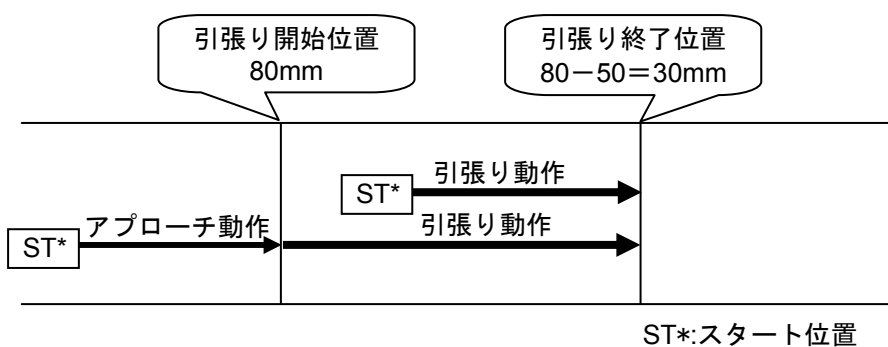 引張り開始位置
80mm
引張り終了位置
80－50＝30mm
ST*
引張り動作
ST*
アプローチ動作
引張り動作
ST*:スタート位置